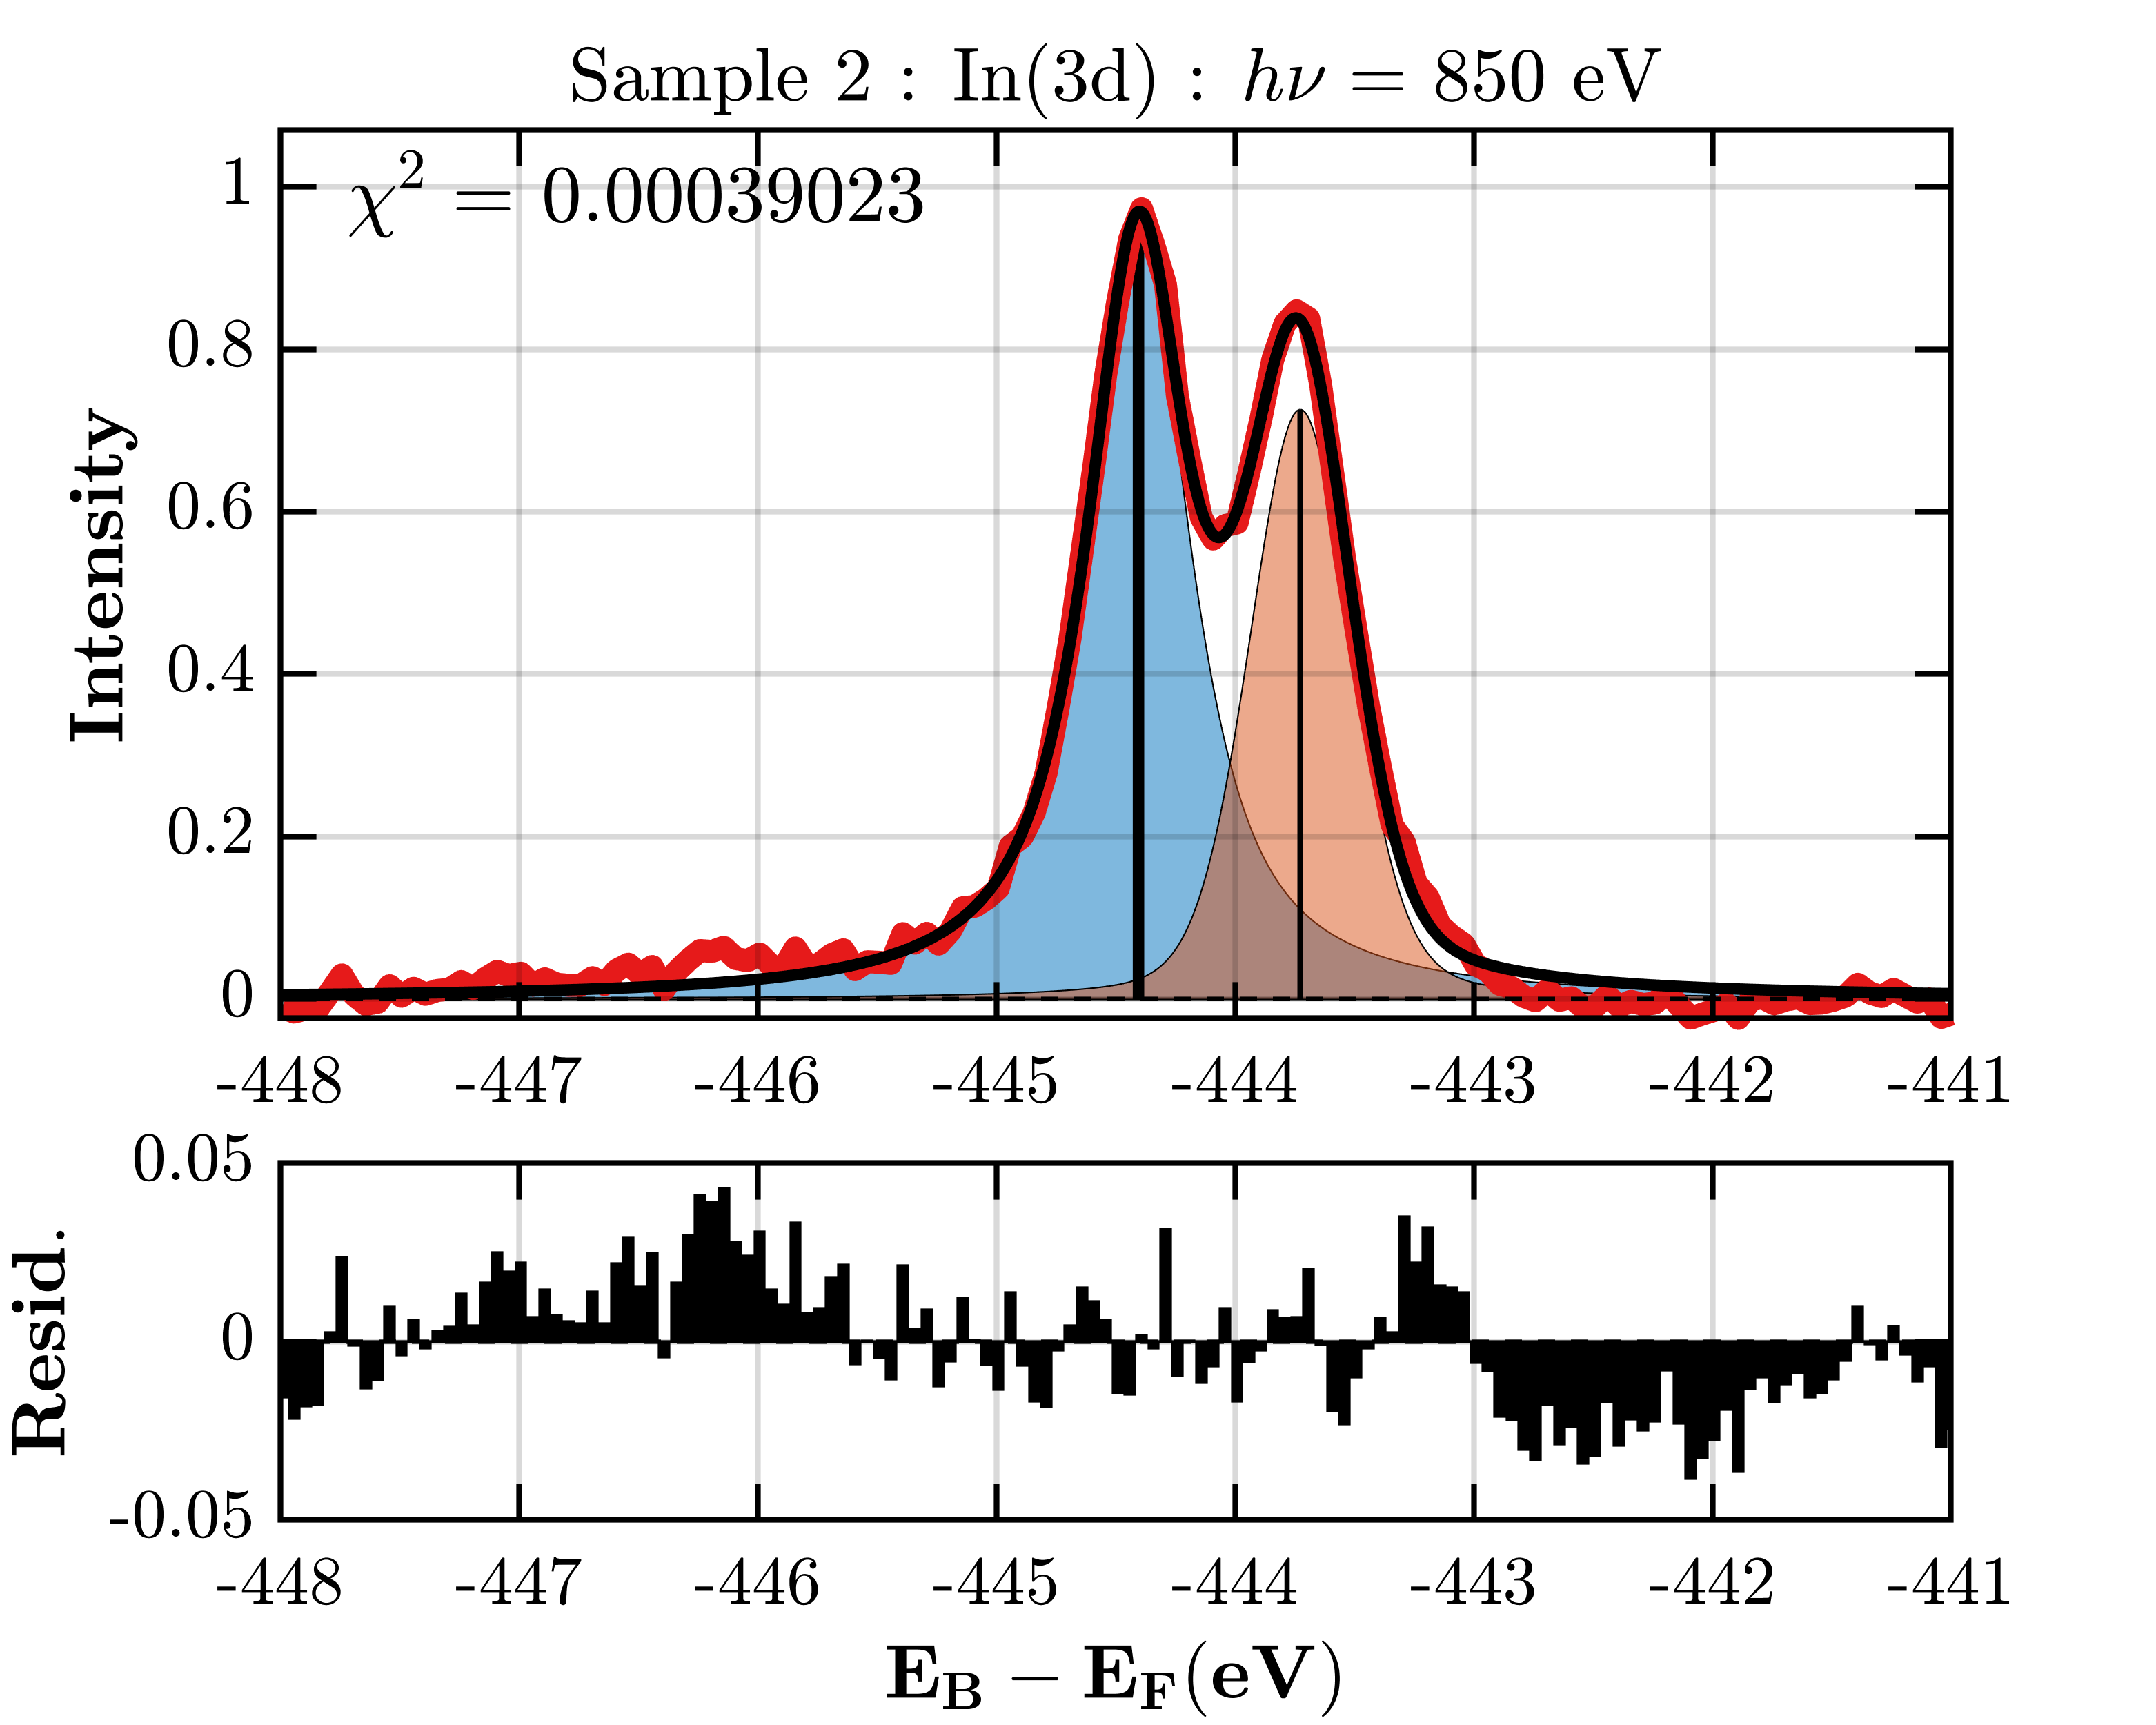 Sample 2 : In(3d) : hν = 850 eV
χ² = 0.00039023
1
0.8
0.6
0.4
0.2
0
Intensity
-448 -447 -446 -445 -444 -443 -442 -441
0.05
0
-0.05
Resid.
-448 -447 -446 -445 -444 -443 -442 -441
E_B − E_F(eV)